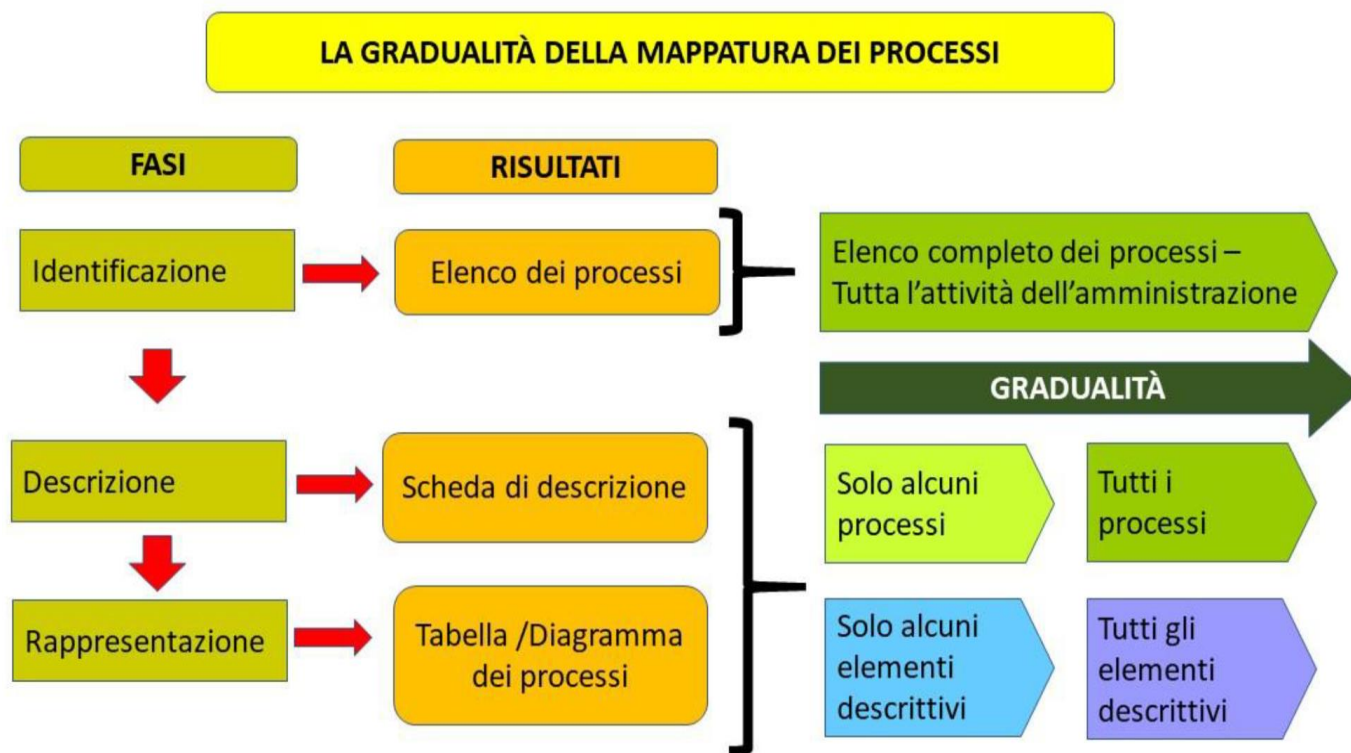 LA GRADUALITÀ DELLA MAPPATURA DEI PROCESSI
FASI
RISULTATI
Identificazione
Elenco dei processi
Elenco completo dei processi –
Tutta l’attività dell’amministrazione
GRADUALITÀ
Descrizione
Scheda di descrizione
Solo alcuni
processi
Tutti i
processi
Rappresentazione
Tabella /Diagramma
dei processi
Solo alcuni
elementi
descrittivi
Tutti gli
elementi
descrittivi